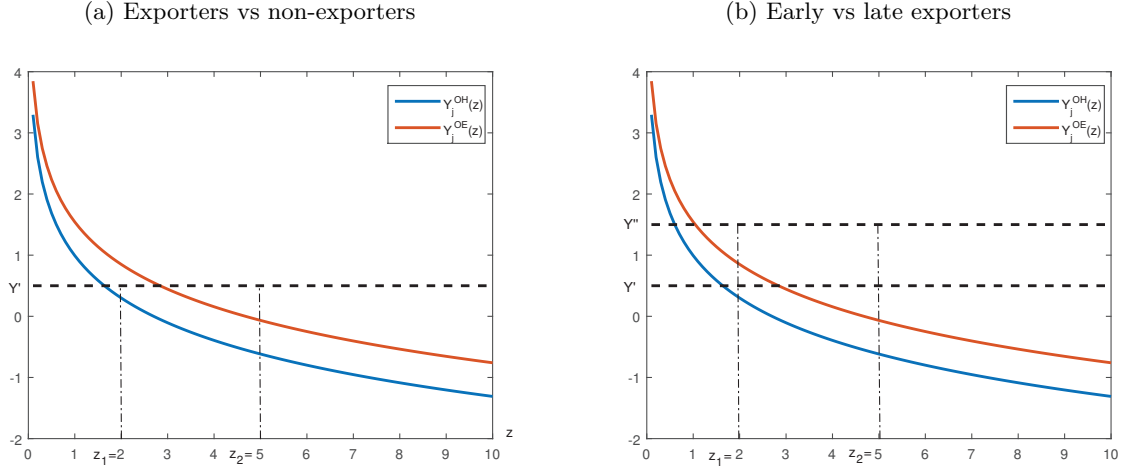 (a) Exporters vs non-exporters
4
3
2
1
Y'
0
-1
-2
0 1 z₁=2 3 4 z₂= 5 6 7 8 9 10
z
Y_j^OH(z)
Y_j^OE(z)
(b) Early vs late exporters
4
3
2
Y"
1
Y'
0
-1
-2
0 1 z₁=2 3 4 z₂= 5 6 7 8 9 10
Y_j^OH(z)
Y_j^OE(z)